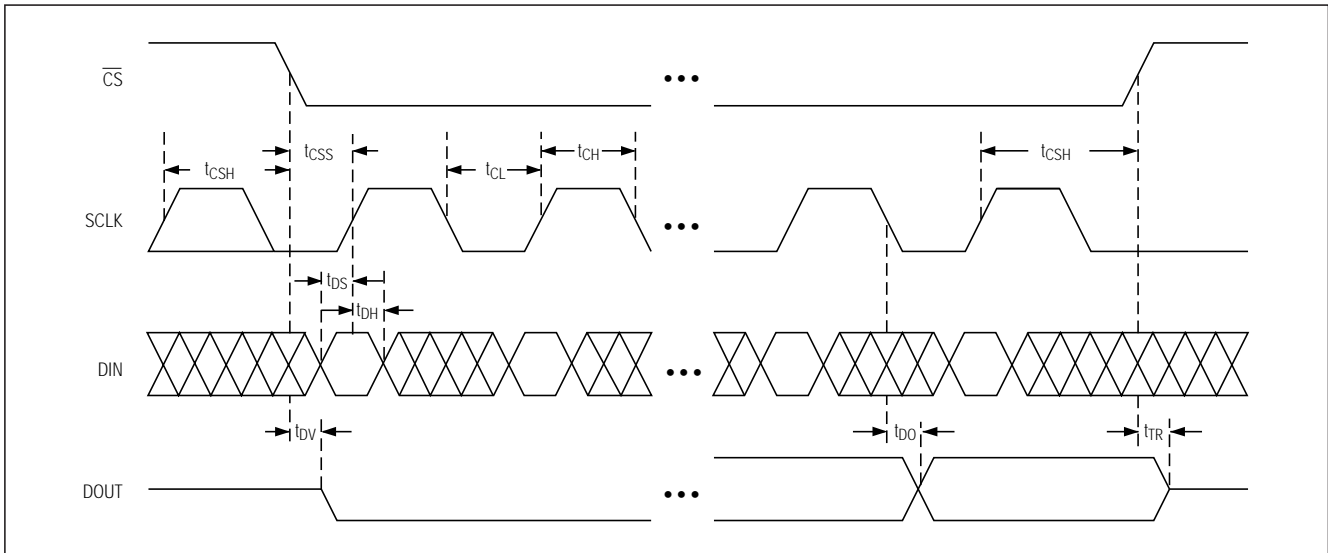 CS
tCSS
tCH
tCSH
tCL
tCSH
SCLK
tDS
tDH
DIN
tDV
tDO
tTR
DOUT